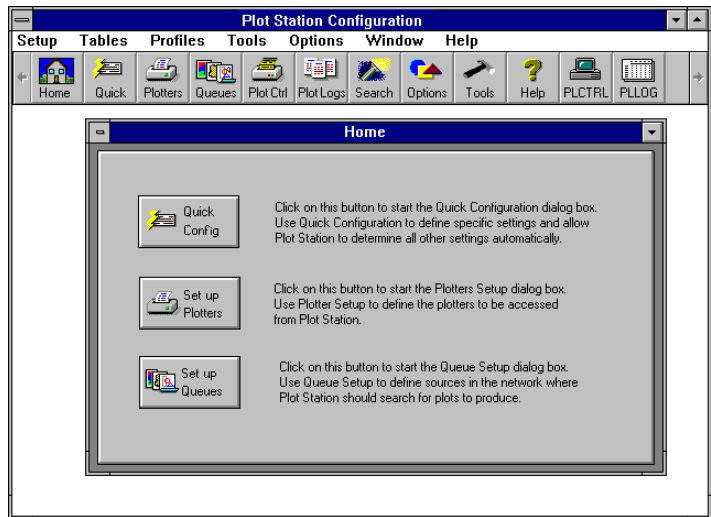 Plot Station Configuration
Setup Tables Profiles Tools Options Window Help
Home Quick Plotters Queues Plot Ctrl Plot Logs Search Options Tools Help PLCTRL PLLOG
Home
Quick
Config
Click on this button to start the Quick Configuration dialog box.
Use Quick Configuration to define specific settings and allow
Plot Station to determine all other settings automatically.
Set up
Plotters
Click on this button to start the Plotters Setup dialog box.
Use Plotter Setup to define the plotters to be accessed
from Plot Station.
Set up
Queues
Click on this button to start the Queue Setup dialog box.
Use Queue Setup to define sources in the network where
Plot Station should search for plots to produce.